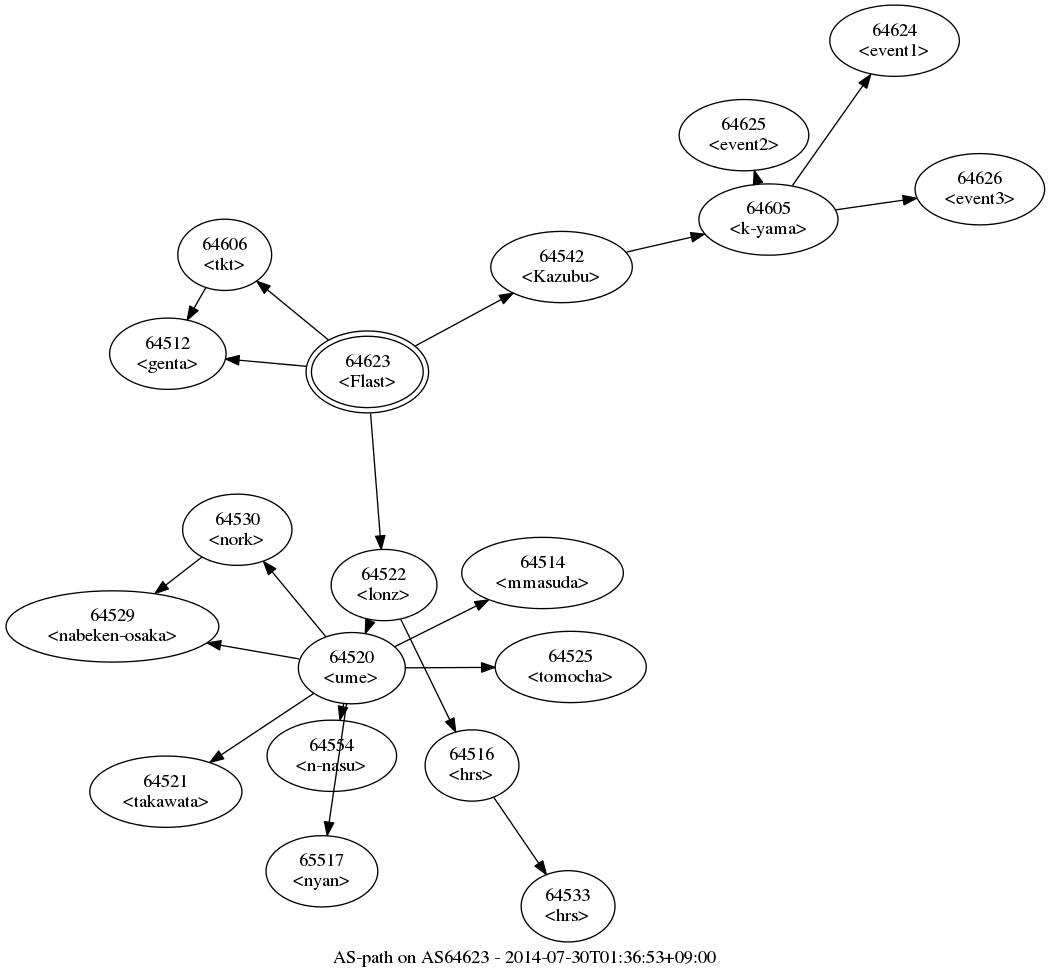 64624
<event1>
64625
<event2>
64626
<event3>
64605
<k-yama>
64606
<tkt>
64542
<Kazubu>
64512
<genta>
64623
<Flast>
64530
<nork>
64522
<lonz>
64514
<mmasuda>
64529
<nabeken-osaka>
64520
<ume>
64525
<tomocha>
64554
<n-nasu>
64516
<hrs>
64521
<takawata>
65517
<nyan>
64533
<hrs>
AS-path on AS64623 - 2014-07-30T01:36:53+09:00